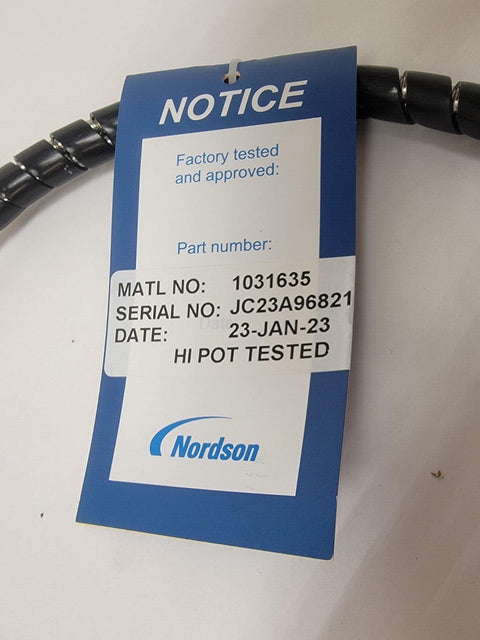 NOTICE
Factory tested
and approved:
Part number:
MATL NO: 1031635
SERIAL NO: JC23A96821
DATE: 23-JAN-23
HI POT TESTED
Nordson